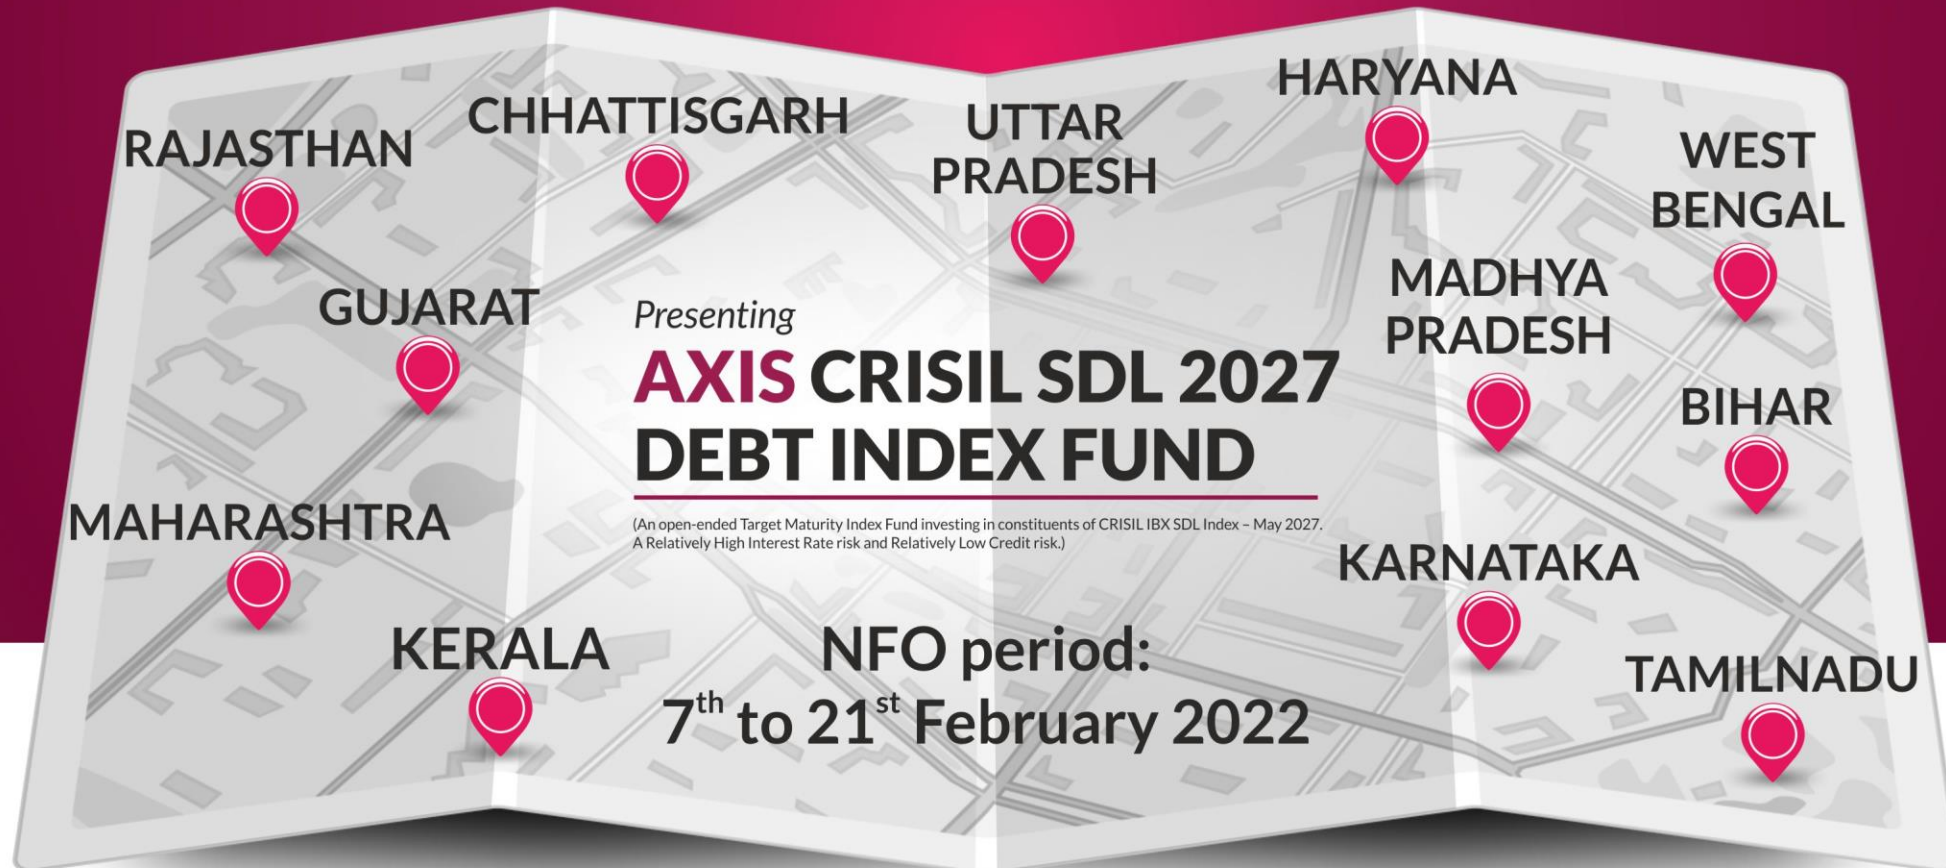 HARYANA
CHHATTISGARH
UTTAR
PRADESH
RAJASTHAN
WEST
BENGAL
MADHYA
PRADESH
GUJARAT
Presenting
AXIS CRISIL SDL 2027
DEBT INDEX FUND
(An open-ended Target Maturity Index Fund investing in constituents of CRISIL IBX SDL Index – May 2027.
A Relatively High Interest Rate risk and Relatively Low Credit risk.)
BIHAR
MAHARASHTRA
KARNATAKA
KERALA
NFO period:
7th to 21st February 2022
TAMILNADU